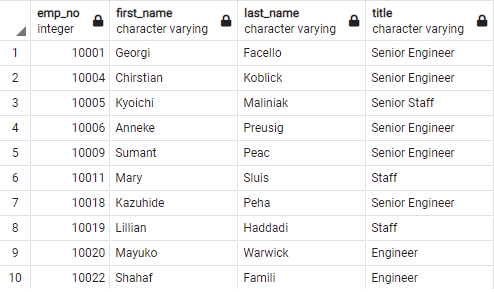 emp_no first_name last_name title
integer character varying character varying character varying
1 10001 Georgi Facello Senior Engineer
2 10004 Chirstian Koblick Senior Engineer
3 10005 Kyoichi Maliniak Senior Staff
4 10006 Anneke Preusig Senior Engineer
5 10009 Sumant Peac Senior Engineer
6 10011 Mary Sluis Staff
7 10018 Kazuhide Peha Senior Engineer
8 10019 Lillian Haddadi Staff
9 10020 Mayuko Warwick Engineer
10 10022 Shahaf Famili Engineer